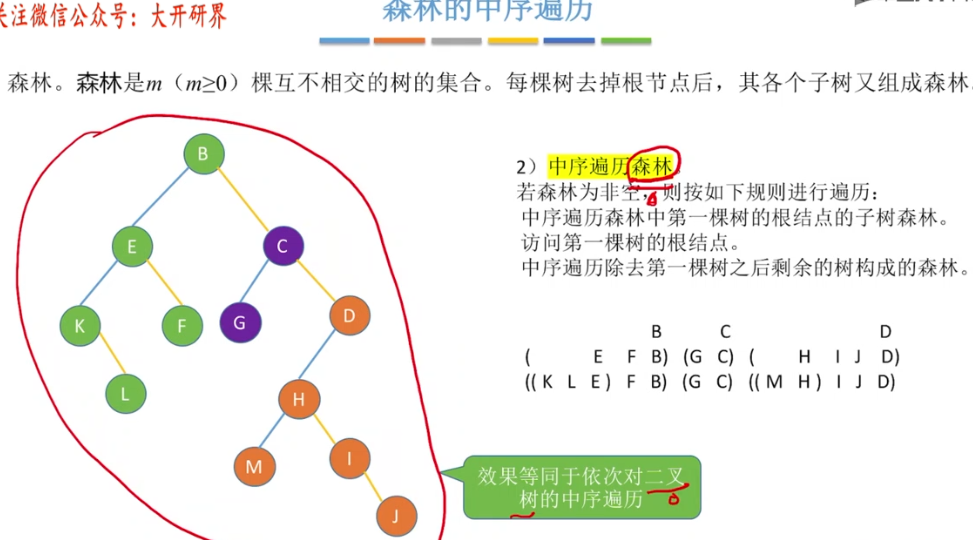 关注微信公众号：大开研界
森林的中序遍历
森林。森林是m（m≥0）棵互不相交的树的集合。每棵树去掉根节点后，其各个子树又组成森林。
B
E
C
K
F
G
D
L
H
M
I
J
2）中序遍历森林。
若森林为非空，则按如下规则进行遍历：
中序遍历森林中第一棵树的根结点的子树森林。
访问第一棵树的根结点。
中序遍历除去第一棵树之后剩余的树构成的森林。
B C D
( E F B) (G C) ( H I J D)
((K L E) F B) (G C) ((M H) I J D)
效果等同于依次对二叉
树的中序遍历